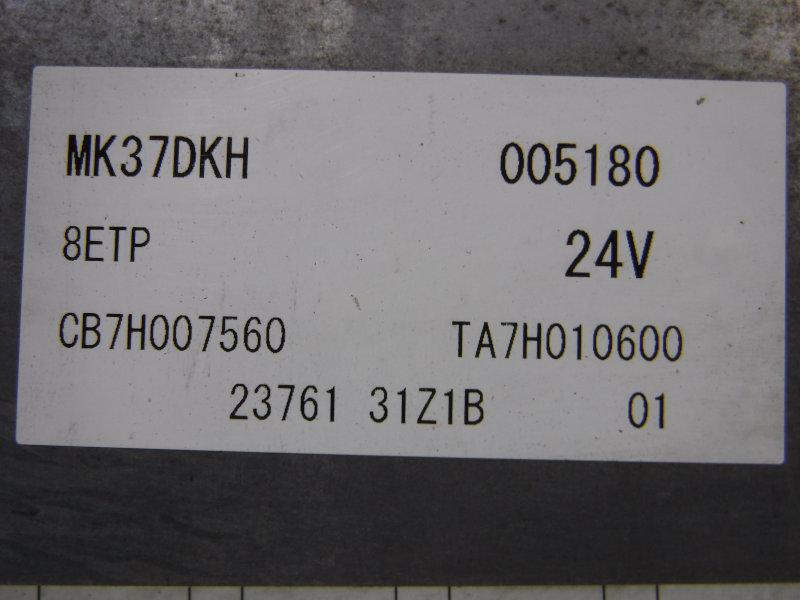 MK37DKH 005180
8ETP 24V
CB7H007560 TA7H010600
23761 31Z1B 01